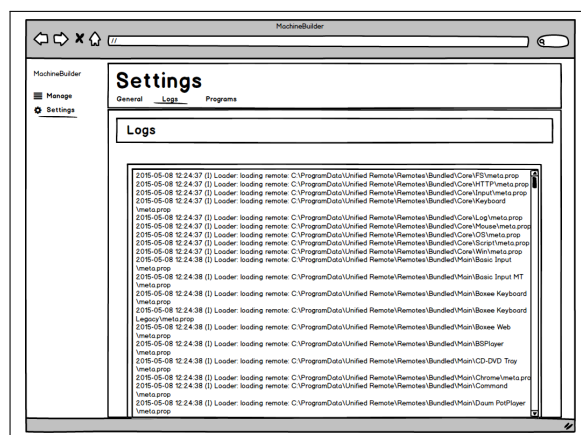 MachineBuilder
//
MachineBuilder
Manage
Settings
Settings
General Logs Programs
Logs
2015-05-08 12:24:37 (I) Loader: loading remote: C:\ProgramData\Unified Remote\Remotes\Bundled\Core\FS\meta.prop
2015-05-08 12:24:37 (I) Loader: loading remote: C:\ProgramData\Unified Remote\Remotes\Bundled\Core\HTTP\meta.prop
2015-05-08 12:24:37 (I) Loader: loading remote: C:\ProgramData\Unified Remote\Remotes\Bundled\Core\Input\meta.prop
2015-05-08 12:24:37 (I) Loader: loading remote: C:\ProgramData\Unified Remote\Remotes\Bundled\Core\Keyboard
\meta.prop
2015-05-08 12:24:37 (I) Loader: loading remote: C:\ProgramData\Unified Remote\Remotes\Bundled\Core\Log\meta.prop
2015-05-08 12:24:37 (I) Loader: loading remote: C:\ProgramData\Unified Remote\Remotes\Bundled\Core\Mouse\meta.prop
2015-05-08 12:24:37 (I) Loader: loading remote: C:\ProgramData\Unified Remote\Remotes\Bundled\Core\OS\meta.prop
2015-05-08 12:24:37 (I) Loader: loading remote: C:\ProgramData\Unified Remote\Remotes\Bundled\Core\Script\meta.prop
2015-05-08 12:24:37 (I) Loader: loading remote: C:\ProgramData\Unified Remote\Remotes\Bundled\Core\Win\meta.prop
2015-05-08 12:24:38 (I) Loader: loading remote: C:\ProgramData\Unified Remote\Remotes\Bundled\Main\Basic Input
\meta.prop
2015-05-08 12:24:38 (I) Loader: loading remote: C:\ProgramData\Unified Remote\Remotes\Bundled\Main\Basic Input MT
\meta.prop
2015-05-08 12:24:38 (I) Loader: loading remote: C:\ProgramData\Unified Remote\Remotes\Bundled\Main\Boxee Keyboard
\meta.prop
2015-05-08 12:24:38 (I) Loader: loading remote: C:\ProgramData\Unified Remote\Remotes\Bundled\Main\Boxee Keyboard
Legacy\meta.prop
2015-05-08 12:24:38 (I) Loader: loading remote: C:\ProgramData\Unified Remote\Remotes\Bundled\Main\Boxee Web
\meta.prop
2015-05-08 12:24:38 (I) Loader: loading remote: C:\ProgramData\Unified Remote\Remotes\Bundled\Main\BSPlayer
\meta.prop
2015-05-08 12:24:38 (I) Loader: loading remote: C:\ProgramData\Unified Remote\Remotes\Bundled\Main\CD-DVD Tray
\meta.prop
2015-05-08 12:24:38 (I) Loader: loading remote: C:\ProgramData\Unified Remote\Remotes\Bundled\Main\Chrome\meta.pro
2015-05-08 12:24:38 (I) Loader: loading remote: C:\ProgramData\Unified Remote\Remotes\Bundled\Main\Command
\meta.prop
2015-05-08 12:24:38 (I) Loader: loading remote: C:\ProgramData\Unified Remote\Remotes\Bundled\Main\Daum PotPlayer
\meta.prop